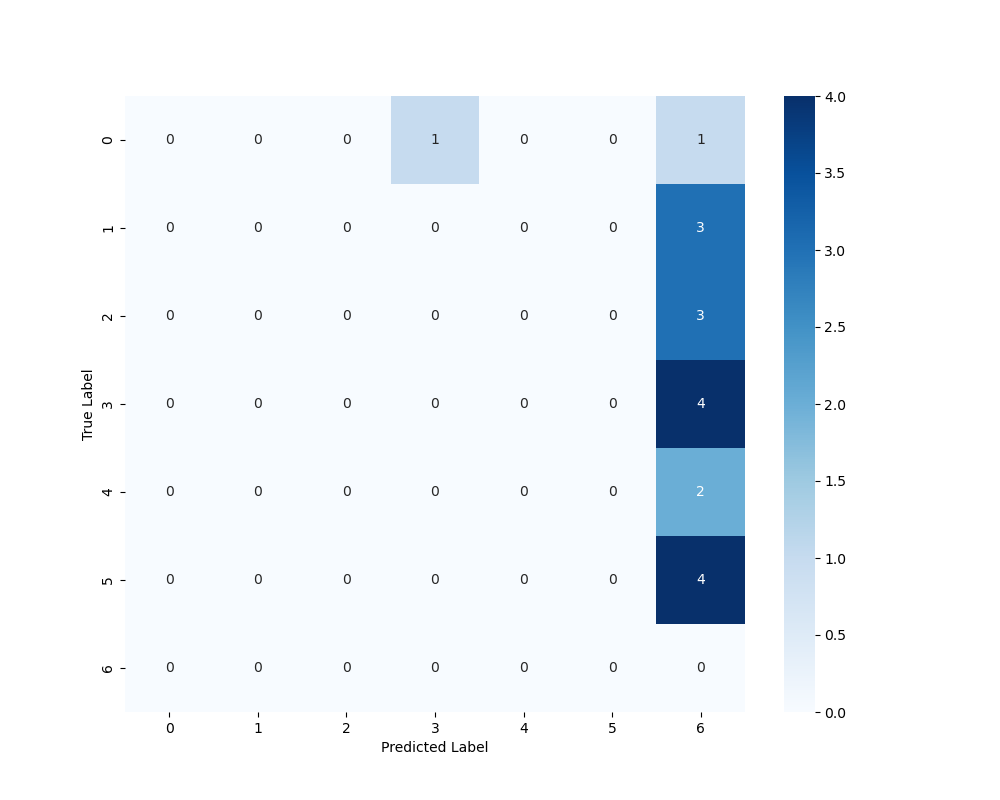 0 0 0 0 1 0 0 1
1 0 0 0 0 0 0 3
2 0 0 0 0 0 0 3
3 0 0 0 0 0 0 4
4 0 0 0 0 0 0 2
5 0 0 0 0 0 0 4
6 0 0 0 0 0 0 0
0 1 2 3 4 5 6
Predicted Label
True Label
4.0
3.5
3.0
2.5
2.0
1.5
1.0
0.5
0.0